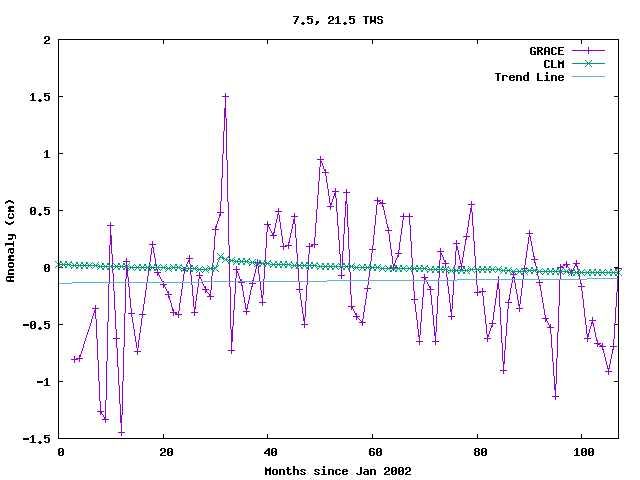 7.5, 21.5 TWS
GRACE
CLM
Trend Line
2
1.5
1
0.5
0
-0.5
-1
-1.5
Anomaly (cm)
0 20 40 60 80 100
Months since Jan 2002